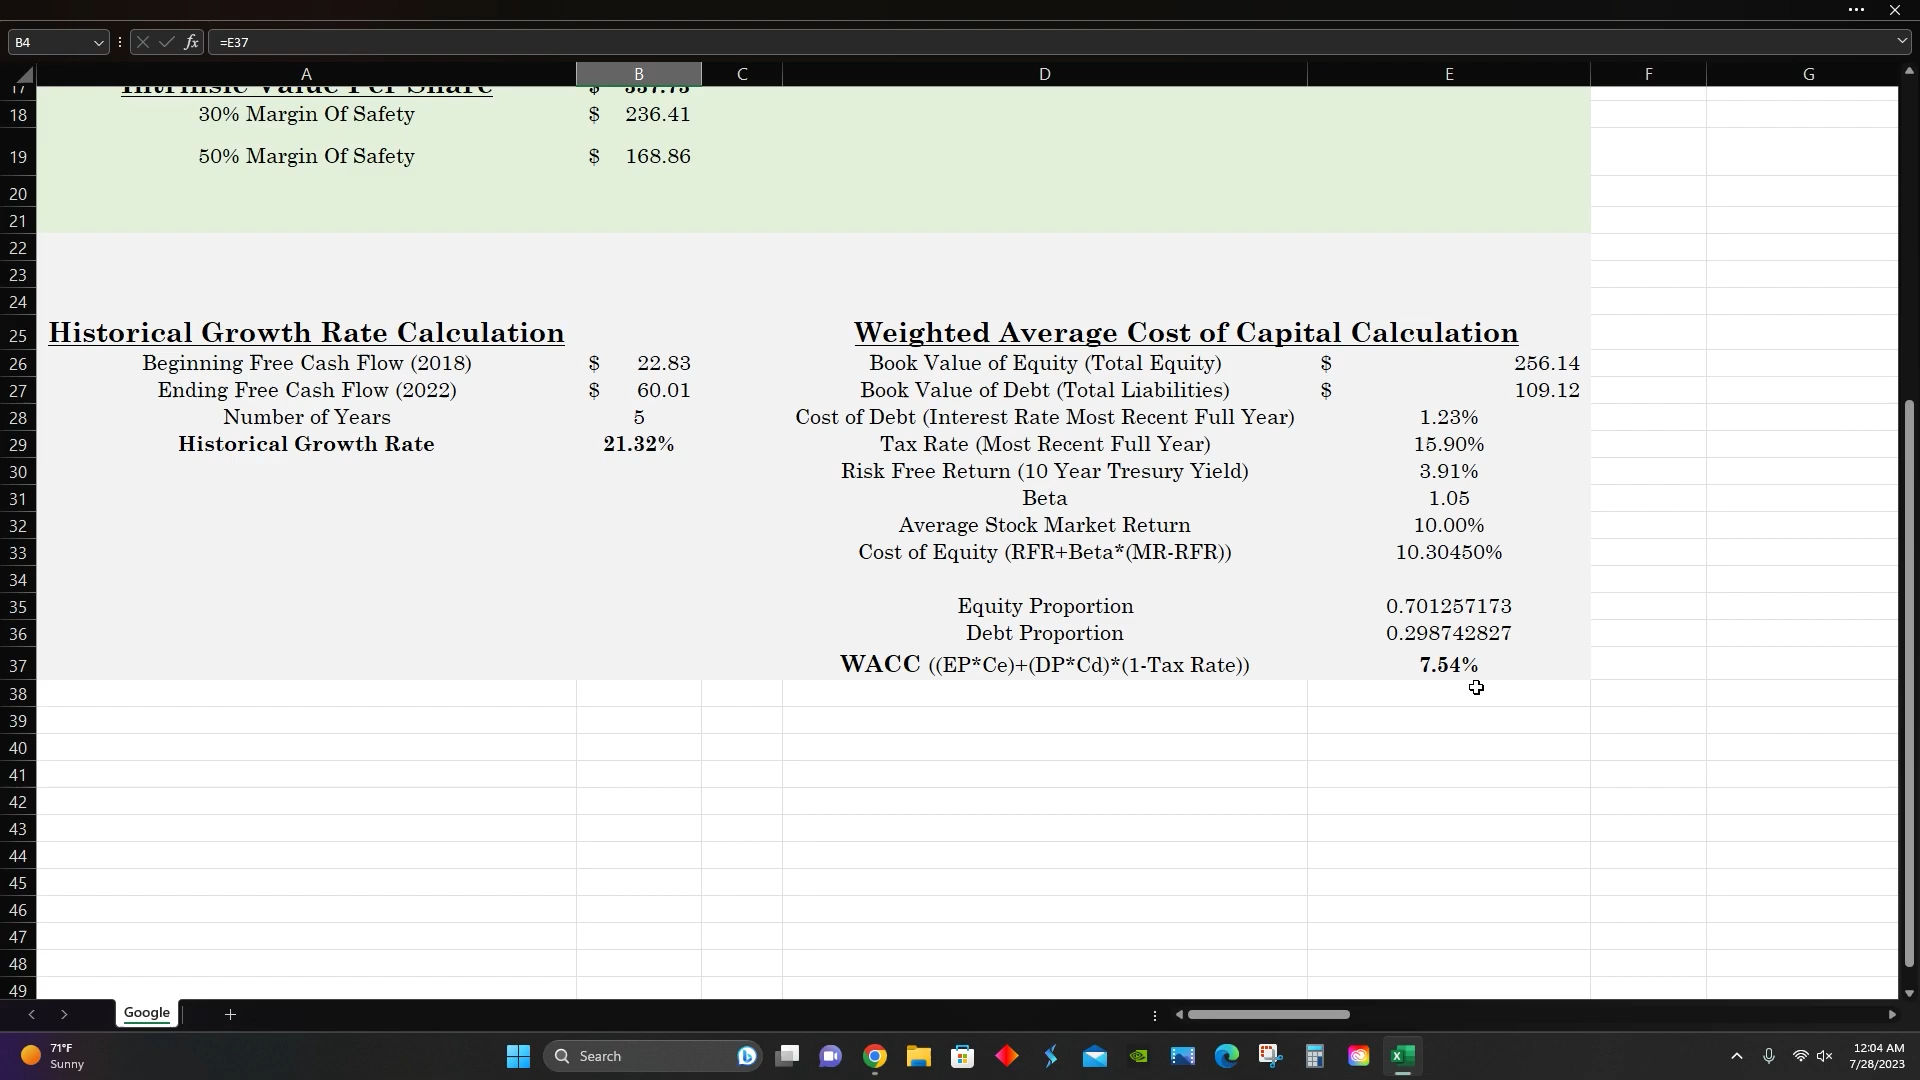 B4 fx =E37
A B C D E F G
17 Intrinsic Value Per Share $ 337.73
18 30% Margin Of Safety $ 236.41
19 50% Margin Of Safety $ 168.86
20
21
22
23
24
25 Historical Growth Rate Calculation Weighted Average Cost of Capital Calculation
26 Beginning Free Cash Flow (2018) $ 22.83 Book Value of Equity (Total Equity) $ 256.14
27 Ending Free Cash Flow (2022) $ 60.01 Book Value of Debt (Total Liabilities) $ 109.12
28 Number of Years 5 Cost of Debt (Interest Rate Most Recent Full Year) 1.23%
29 Historical Growth Rate 21.32% Tax Rate (Most Recent Full Year) 15.90%
30 Risk Free Return (10 Year Tresury Yield) 3.91%
31 Beta 1.05
32 Average Stock Market Return 10.00%
33 Cost of Equity (RFR+Beta*(MR-RFR)) 10.30450%
34
35 Equity Proportion 0.701257173
36 Debt Proportion 0.298742827
37 WACC ((EP*Ce)+(DP*Cd)*(1-Tax Rate)) 7.54%
38
39
40
41
42
43
44
45
46
47
48
49
Google
71°F Search 12:04 AM
Sunny 7/28/2023